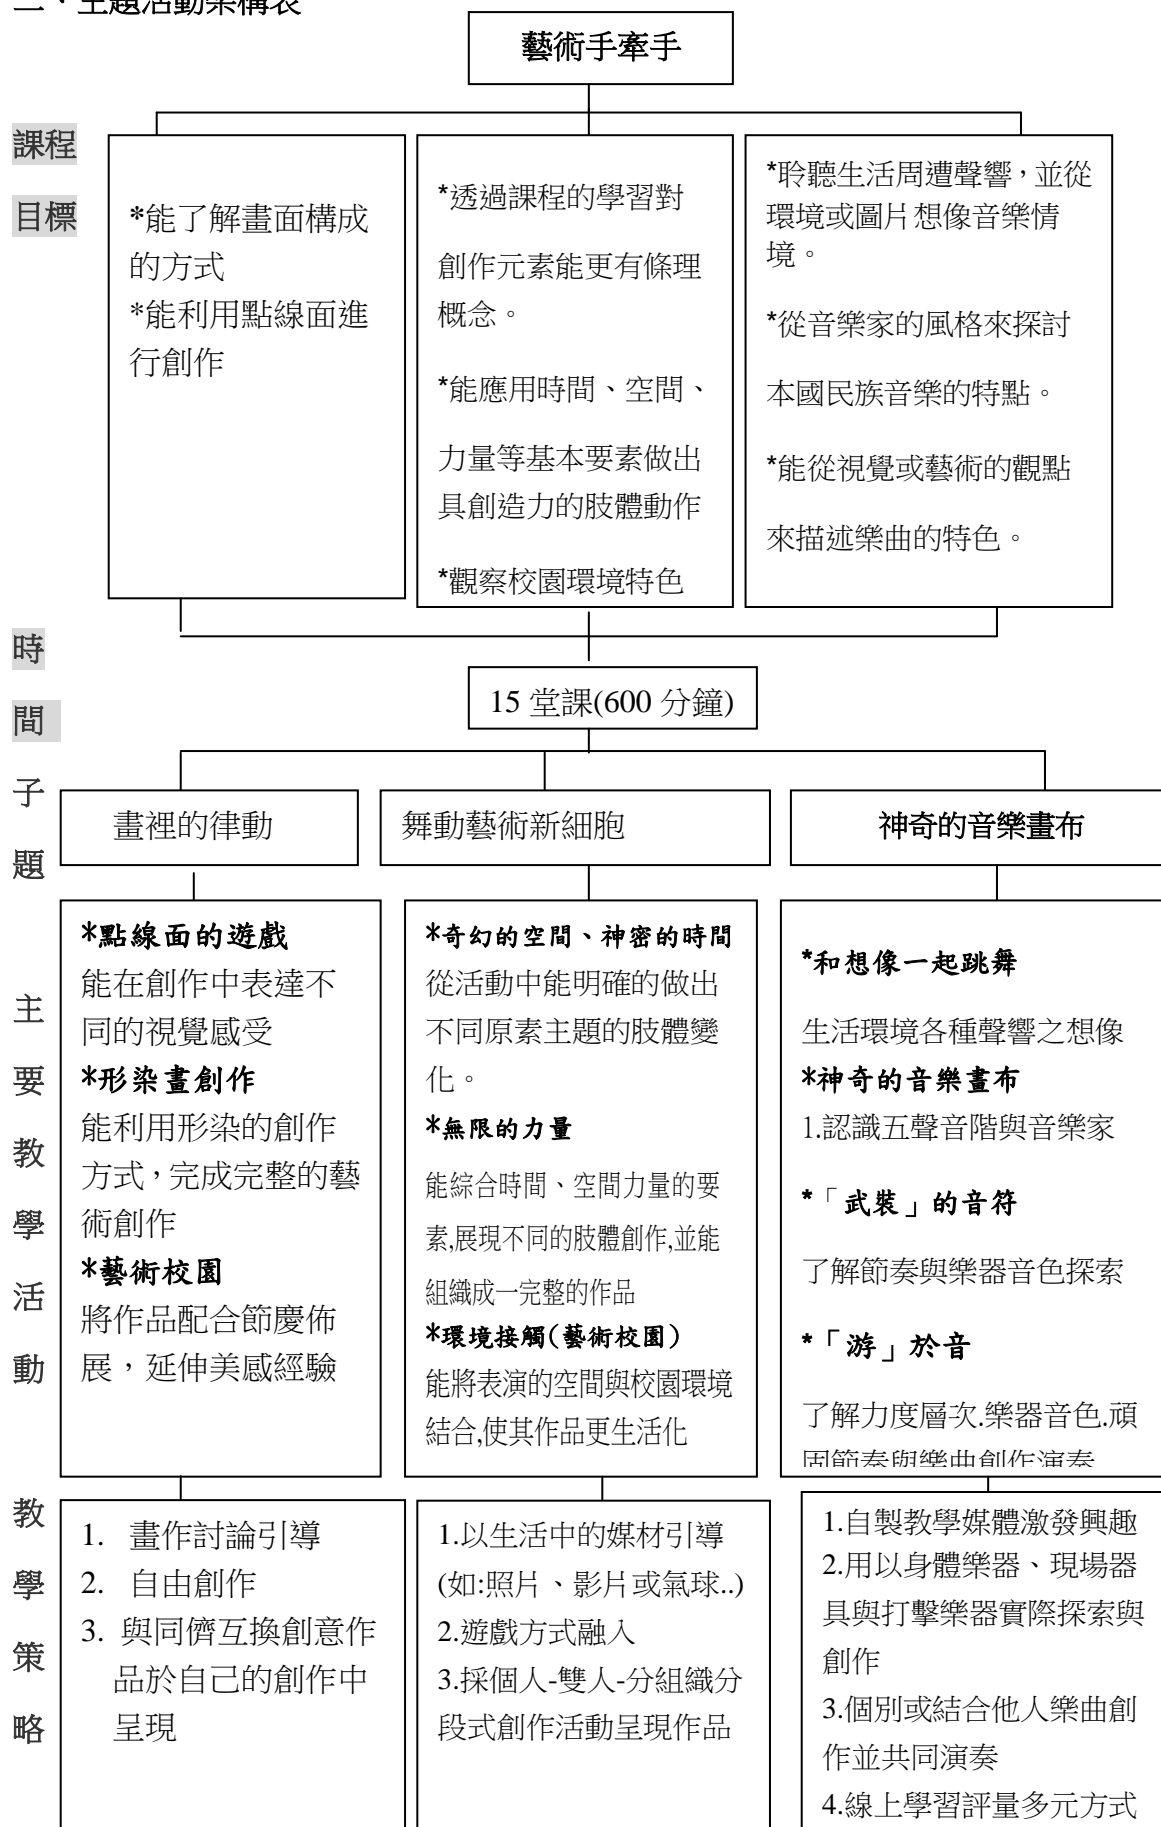 二、主題活動架構表
藝術手牽手
課程
目標
*能了解畫面構成
的方式
*能利用點線面進
行創作
*透過課程的學習對
創作元素能更有條理
概念。
*能應用時間、空間、
力量等基本要素做出
具創造力的肢體動作
*觀察校園環境特色
*聆聽生活周遭聲響，並從
環境或圖片想像音樂情
境。
*從音樂家的風格來探討
本國民族音樂的特點。
*能從視覺或藝術的觀點
來描述樂曲的特色。
時
間
15 堂課(600 分鐘)
子
題
畫裡的律動
舞動藝術新細胞
神奇的音樂畫布
主
要
教
學
活
動
*點線面的遊戲
能在創作中表達不
同的視覺感受
*形染畫創作
能利用形染的創作
方式，完成完整的藝
術創作
*藝術校園
將作品配合節慶佈
展，延伸美感經驗
*奇幻的空間、神密的時間
從活動中能明確的做出
不同原素主題的肢體變
化。
*無限的力量
能綜合時間、空間力量的要
素,展現不同的肢體創作,並能
組織成一完整的作品
*環境接觸(藝術校園)
能將表演的空間與校園環境
結合,使其作品更生活化
*和想像一起跳舞
生活環境各種聲響之想像
*神奇的音樂畫布
1.認識五聲音階與音樂家
*「武裝」的音符
了解節奏與樂器音色探索
*「游」於音
了解力度層次.樂器音色.頑
固節奏與樂曲創作演奏
教
學
策
略
1. 畫作討論引導
2. 自由創作
3. 與同儕互換創意作
品於自己的創作中
呈現
1.以生活中的媒材引導
(如:照片、影片或氣球..)
2.遊戲方式融入
3.採個人-雙人-分組織分
段式創作活動呈現作品
1.自製教學媒體激發興趣
2.用以身體樂器、現場器
具與打擊樂器實際探索與
創作
3.個別或結合他人樂曲創
作並共同演奏
4.線上學習評量多元方式